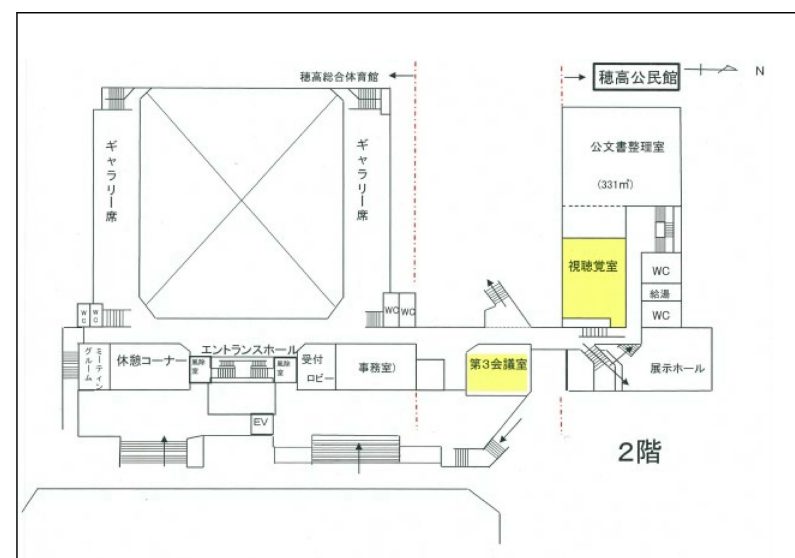 穂高総合体育館
穂高公民館
N
公文書整理室
(331㎡)
ギャラリー席
ギャラリー席
視聴覚室
WC
給湯
WC
WC
WC
WC
WC
エントランスホール
ミーティングルーム
休憩コーナー
風除室
風除室
受付
ロビー
事務室)
第3会議室
展示ホール
EV
2階